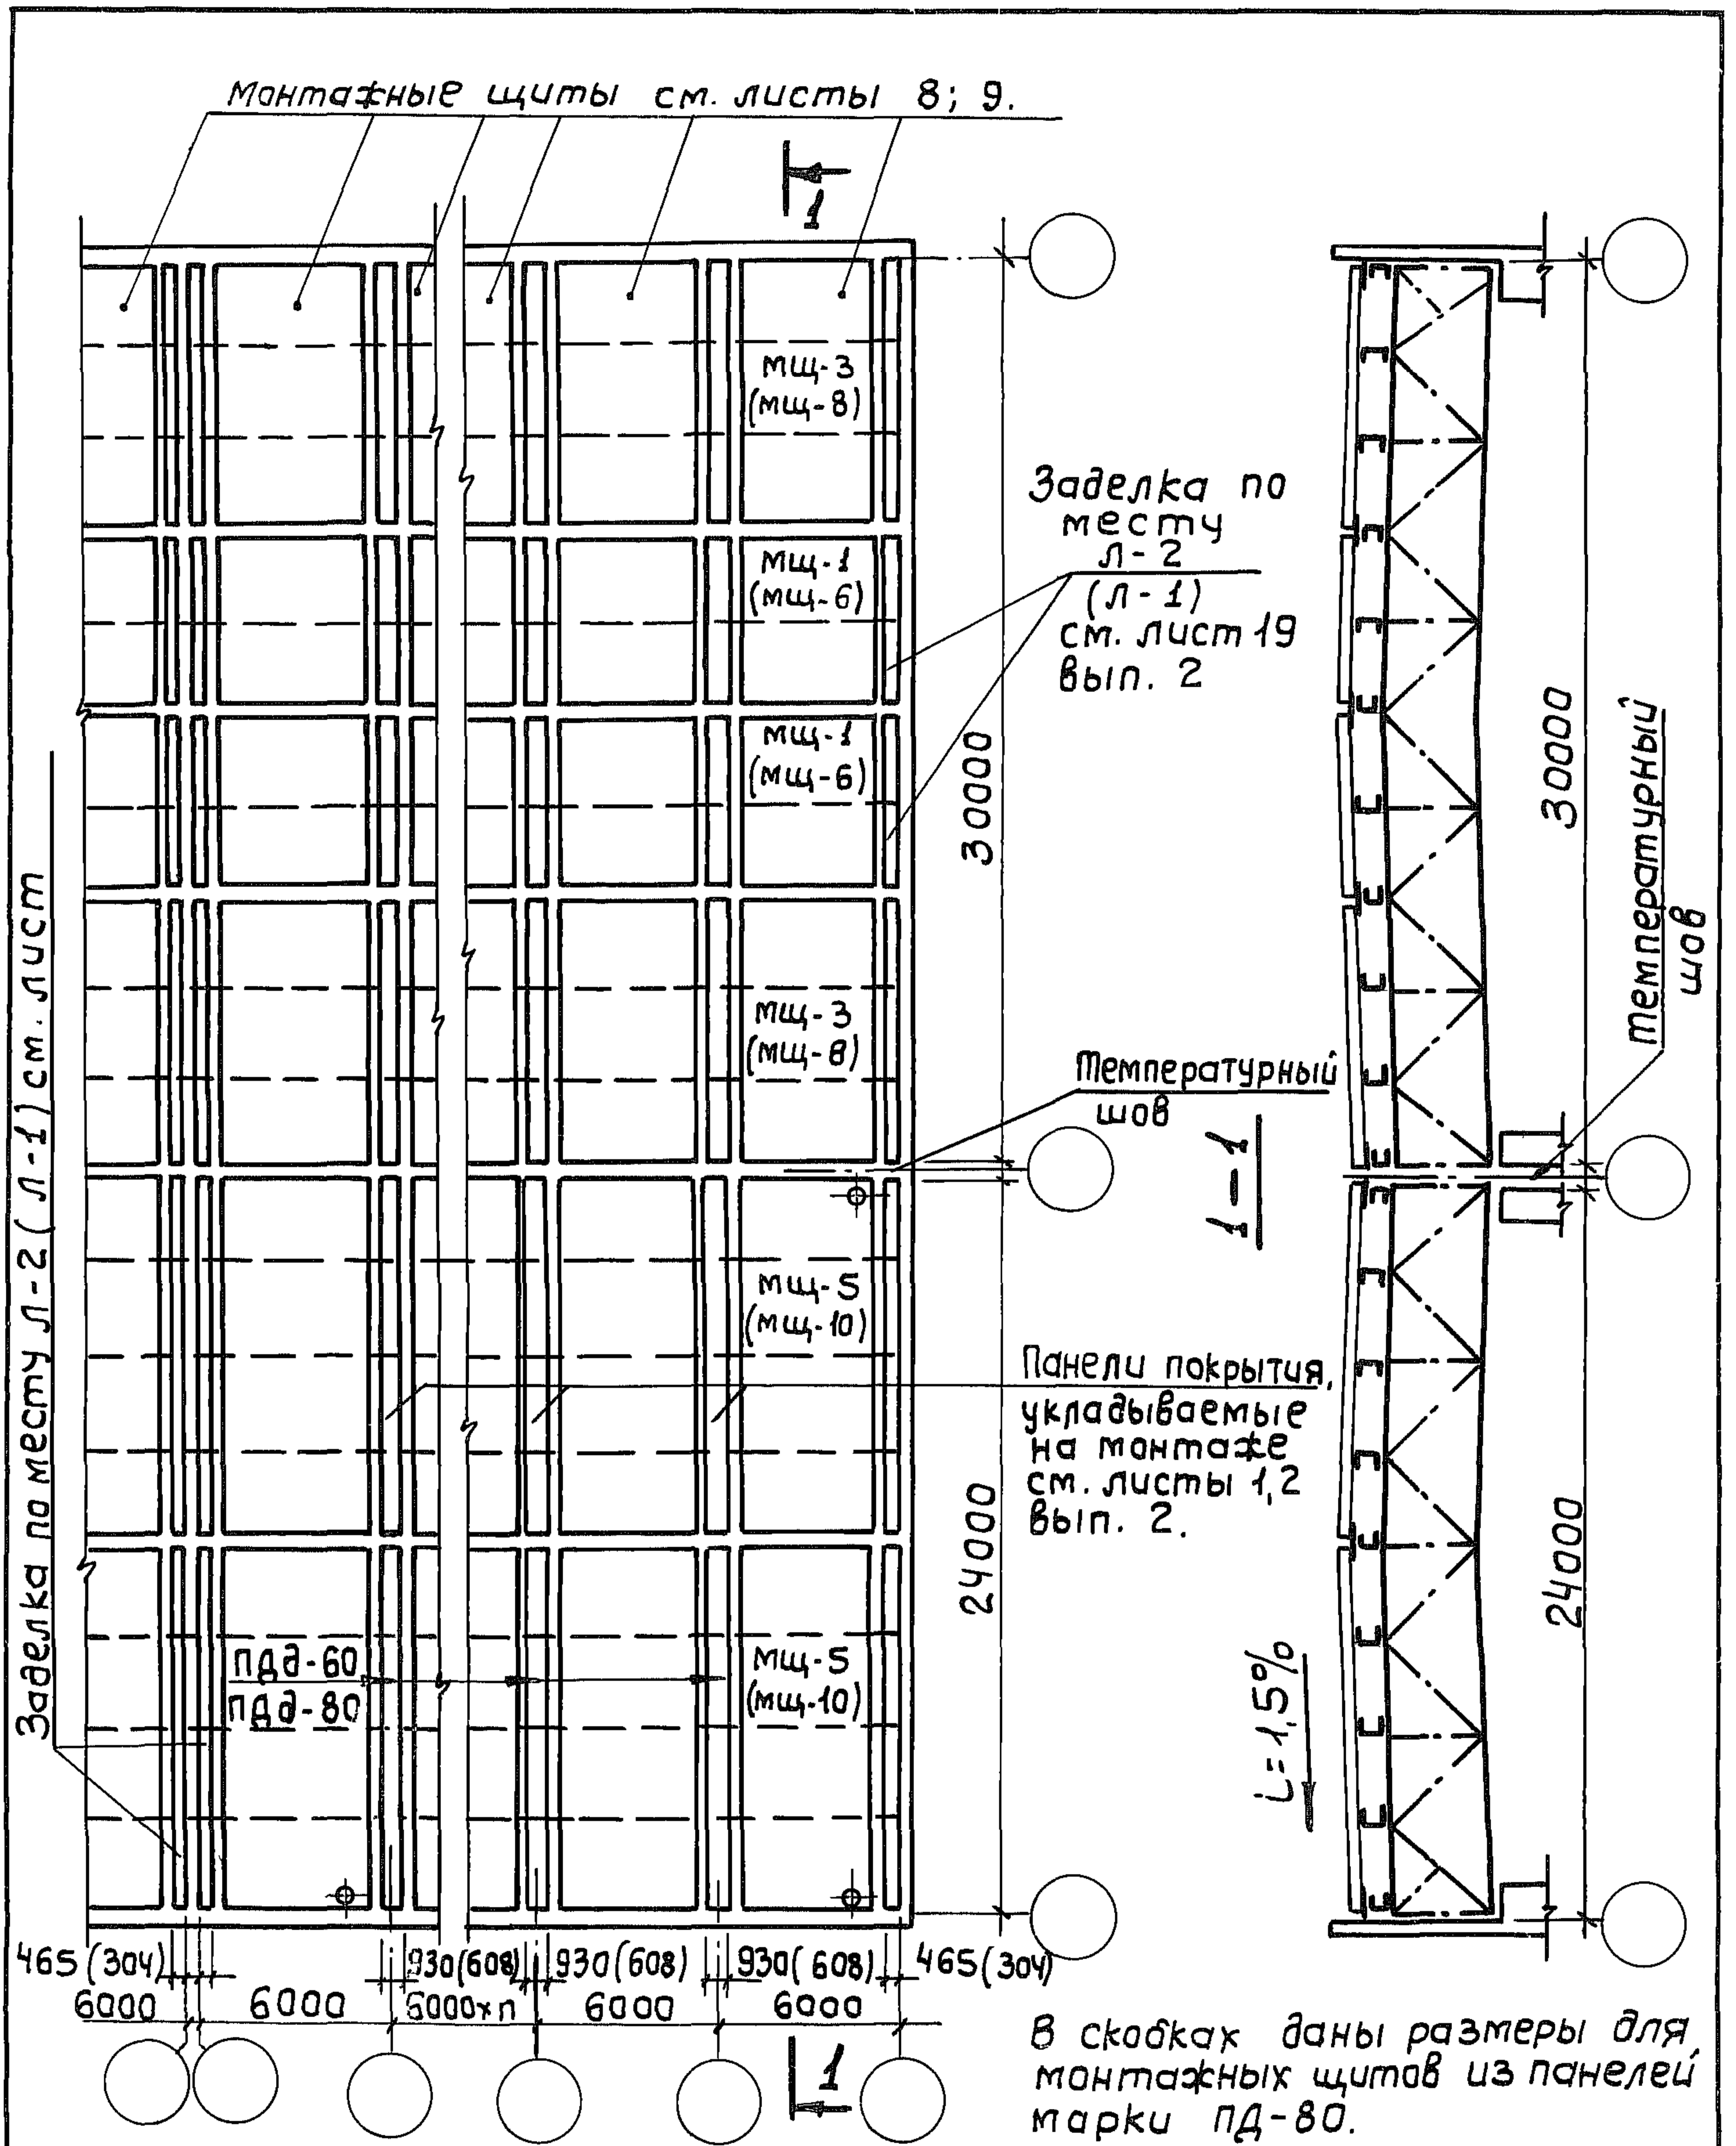 Монтажные щиты см. листы 8; 9.
1
МЩ-3
(МЩ-8)
Заделка по
месту
Л-2
(Л-1)
см. лист 19
вып. 2
МЩ-1
(МЩ-6)
МЩ-1
(МЩ-6)
30000
30000
Температурный
шов
МЩ-3
(МЩ-8)
Температурный
шов
1-1
Заделка по месту Л-2(Л-1) см. лист
МЩ-5
(МЩ-10)
Панели покрытия,
укладываемые
на монтаже
см. листы 1,2
вып. 2.
24000
24000
ПДд-60
ПДд-80
МЩ-5
(МЩ-10)
i=1,5%
465(304) 930(608) 930(608) 930(608) 465(304)
6000 6000 6000хп 6000 6000
1
В скобках даны размеры для
монтажных щитов из панелей
марки ПД-80.